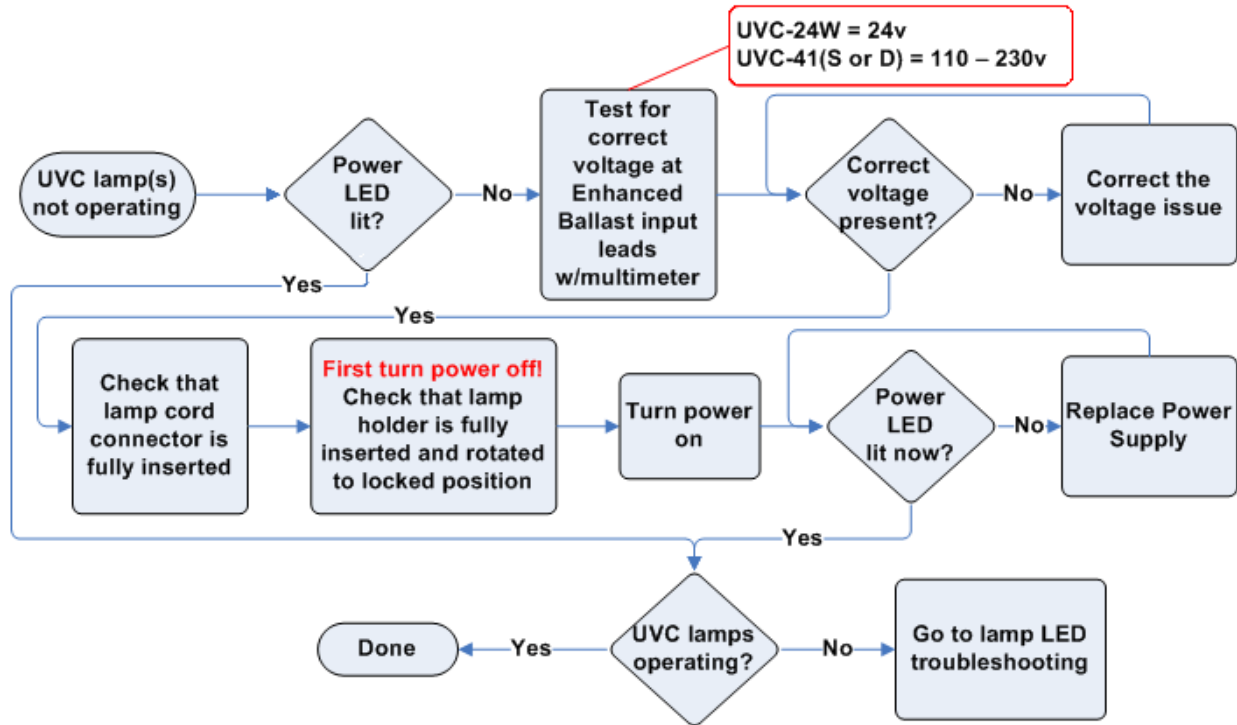 UVC-24W = 24v
UVC-41(S or D) = 110 – 230v
UVC lamp(s)
not operating
Power
LED
lit?
No
Test for
correct
voltage at
Enhanced
Ballast input
leads
w/multimeter
Correct
voltage
present?
No
Correct the
voltage issue
Yes
Yes
Check that
lamp cord
connector is
fully inserted
First turn power off!
Check that lamp
holder is fully
inserted and rotated
to locked position
Turn power
on
Power
LED
lit now?
No
Replace Power
Supply
Yes
UVC lamps
operating?
Yes
Done
No
Go to lamp LED
troubleshooting